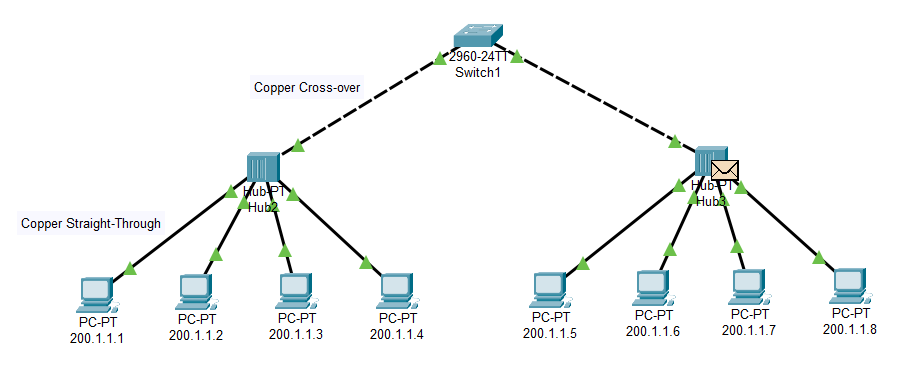 2960-24TT
Switch1
Copper Cross-over
Hub-PT
Hub2
Hub-PT
Hub3
Copper Straight-Through
PC-PT
200.1.1.1
PC-PT
200.1.1.2
PC-PT
200.1.1.3
PC-PT
200.1.1.4
PC-PT
200.1.1.5
PC-PT
200.1.1.6
PC-PT
200.1.1.7
PC-PT
200.1.1.8